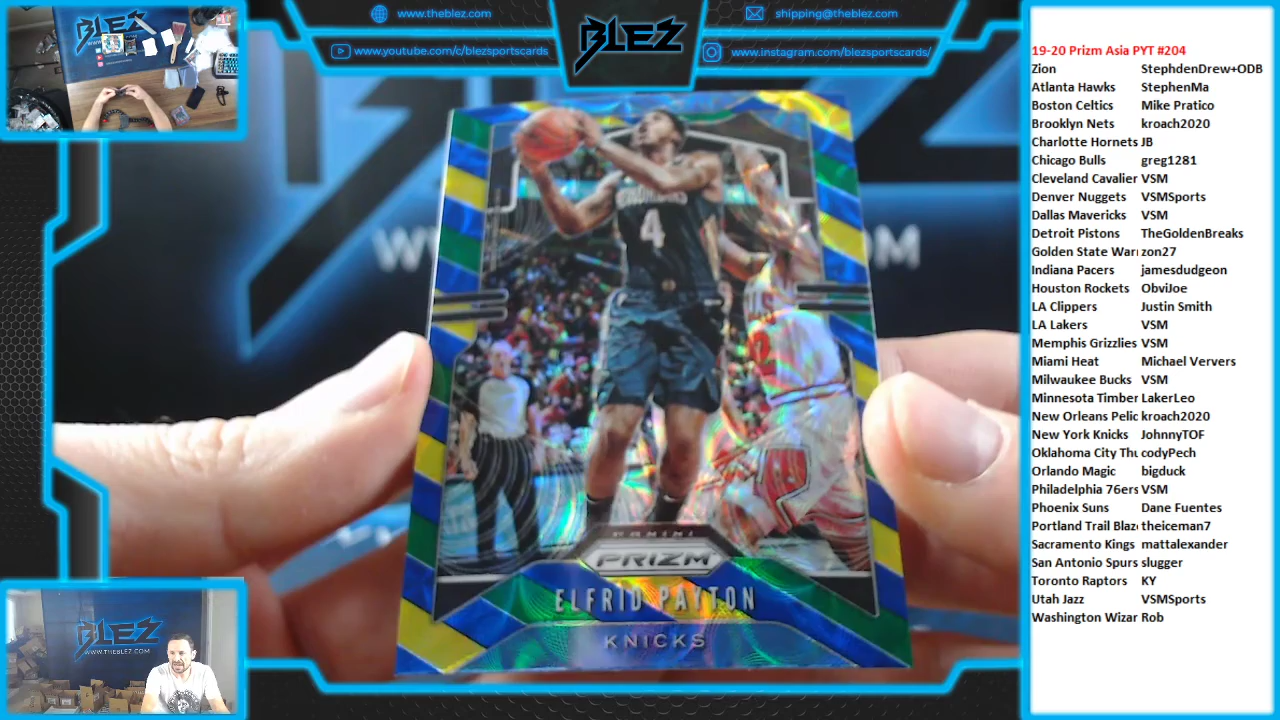 www.theblez.com
shipping@theblez.com
www.youtube.com/c/blezsportscards
www.instagram.com/blezsportscards/
BLEZ
19-20 Prizm Asia PYT #204
Zion StephdenDrew+ODB
Atlanta Hawks StephenMa
Boston Celtics Mike Pratico
Brooklyn Nets kroach2020
Charlotte Hornets JB
Chicago Bulls greg1281
Cleveland Cavalier VSM
Denver Nuggets VSMSports
Dallas Mavericks VSM
Detroit Pistons TheGoldenBreaks
Golden State War zon27
Indiana Pacers jamesdudgeon
Houston Rockets ObviJoe
LA Clippers Justin Smith
LA Lakers VSM
Memphis Grizzlies VSM
Miami Heat Michael Ververs
Milwaukee Bucks VSM
Minnesota Timber LakerLeo
New Orleans Pelic kroach2020
New York Knicks JohnnyTOF
Oklahoma City Thu codyPech
Orlando Magic bigduck
Philadelphia 76ers VSM
Phoenix Suns Dane Fuentes
Portland Trail Blaz theiceman7
Sacramento Kings mattalexander
San Antonio Spurs slugger
Toronto Raptors KY
Utah Jazz VSMSports
Washington Wizar Rob
4
PANINI
PRIZM
ELFRID PAYTON
KNICKS
BLEZ
WWW.THEBLEZ.COM